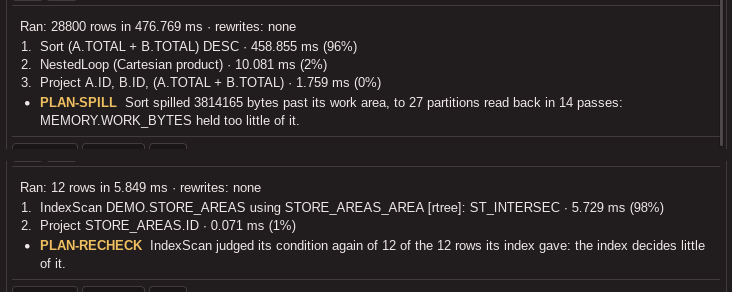 Ran: 28800 rows in 476.769 ms · rewrites: none
1. Sort (A.TOTAL + B.TOTAL) DESC · 458.855 ms (96%)
2. NestedLoop (Cartesian product) · 10.081 ms (2%)
3. Project A.ID, B.ID, (A.TOTAL + B.TOTAL) · 1.759 ms (0%)
• PLAN-SPILL Sort spilled 3814165 bytes past its work area, to 27 partitions read back in 14 passes:
MEMORY.WORK_BYTES held too little of it.
Ran: 12 rows in 5.849 ms · rewrites: none
1. IndexScan DEMO.STORE_AREAS using STORE_AREAS_AREA [rtree]: ST_INTERSEC · 5.729 ms (98%)
2. Project STORE_AREAS.ID · 0.071 ms (1%)
• PLAN-RECHECK IndexScan judged its condition again of 12 of the 12 rows its index gave: the index decides little
of it.